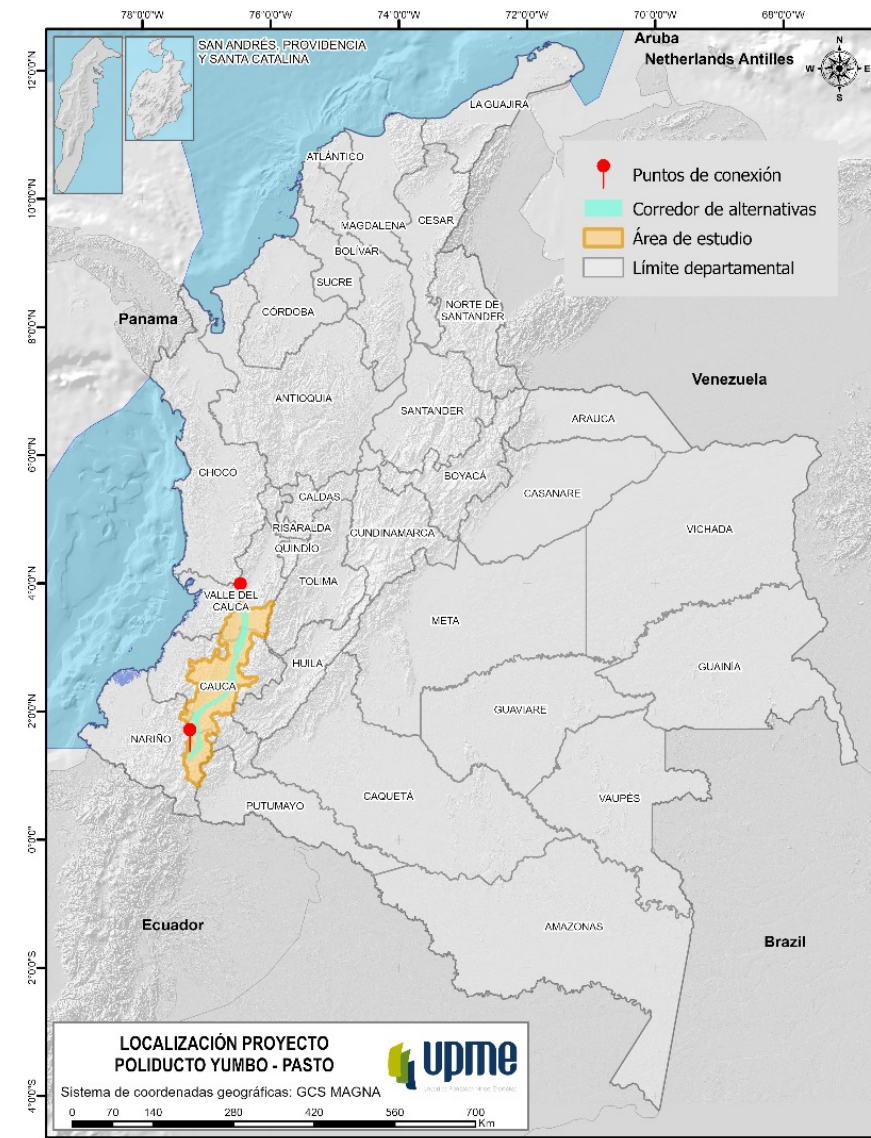 78°0'0"W
76°0'0"W
74°0'0"W
72°0'0"W
70°0'0"W
68°0'0"W
SAN ANDRÉS, PROVIDENCIA
Y SANTA CATALINA
Aruba
Netherlands Antilles
N
W
E
S
12°0'0"N
10°0'0"N
8°0'0"N
6°0'0"N
4°0'0"N
2°0'0"N
0°0'0"
2°0'0"S
4°0'0"S
Puntos de conexión
Corredor de alternativas
Área de estudio
Límite departamental
LA GUAJIRA
ATLÁNTICO
MAGDALENA
CESAR
BOLÍVAR
SUCRE
CÓRDOBA
NORTE DE
SANTANDER
Panama
Venezuela
ANTIOQUIA
SANTANDER
ARAUCA
CHOCÓ
BOYACÁ
CASANARE
CALDAS
RISARALDA
CUNDINAMARCA
VICHADA
QUINDÍO
TOLIMA
VALLE DEL
CAUCA
META
HUILA
GUAINÍA
CAUCA
GUAVIARE
NARIÑO
CAQUETÁ
VAUPÉS
PUTUMAYO
Ecuador
AMAZONAS
Brazil
LOCALIZACIÓN PROYECTO
POLIDUCTO YUMBO - PASTO
upme
Sistema de coordenadas geográficas: GCS MAGNA
0 70 140 280 420 560 700
Km